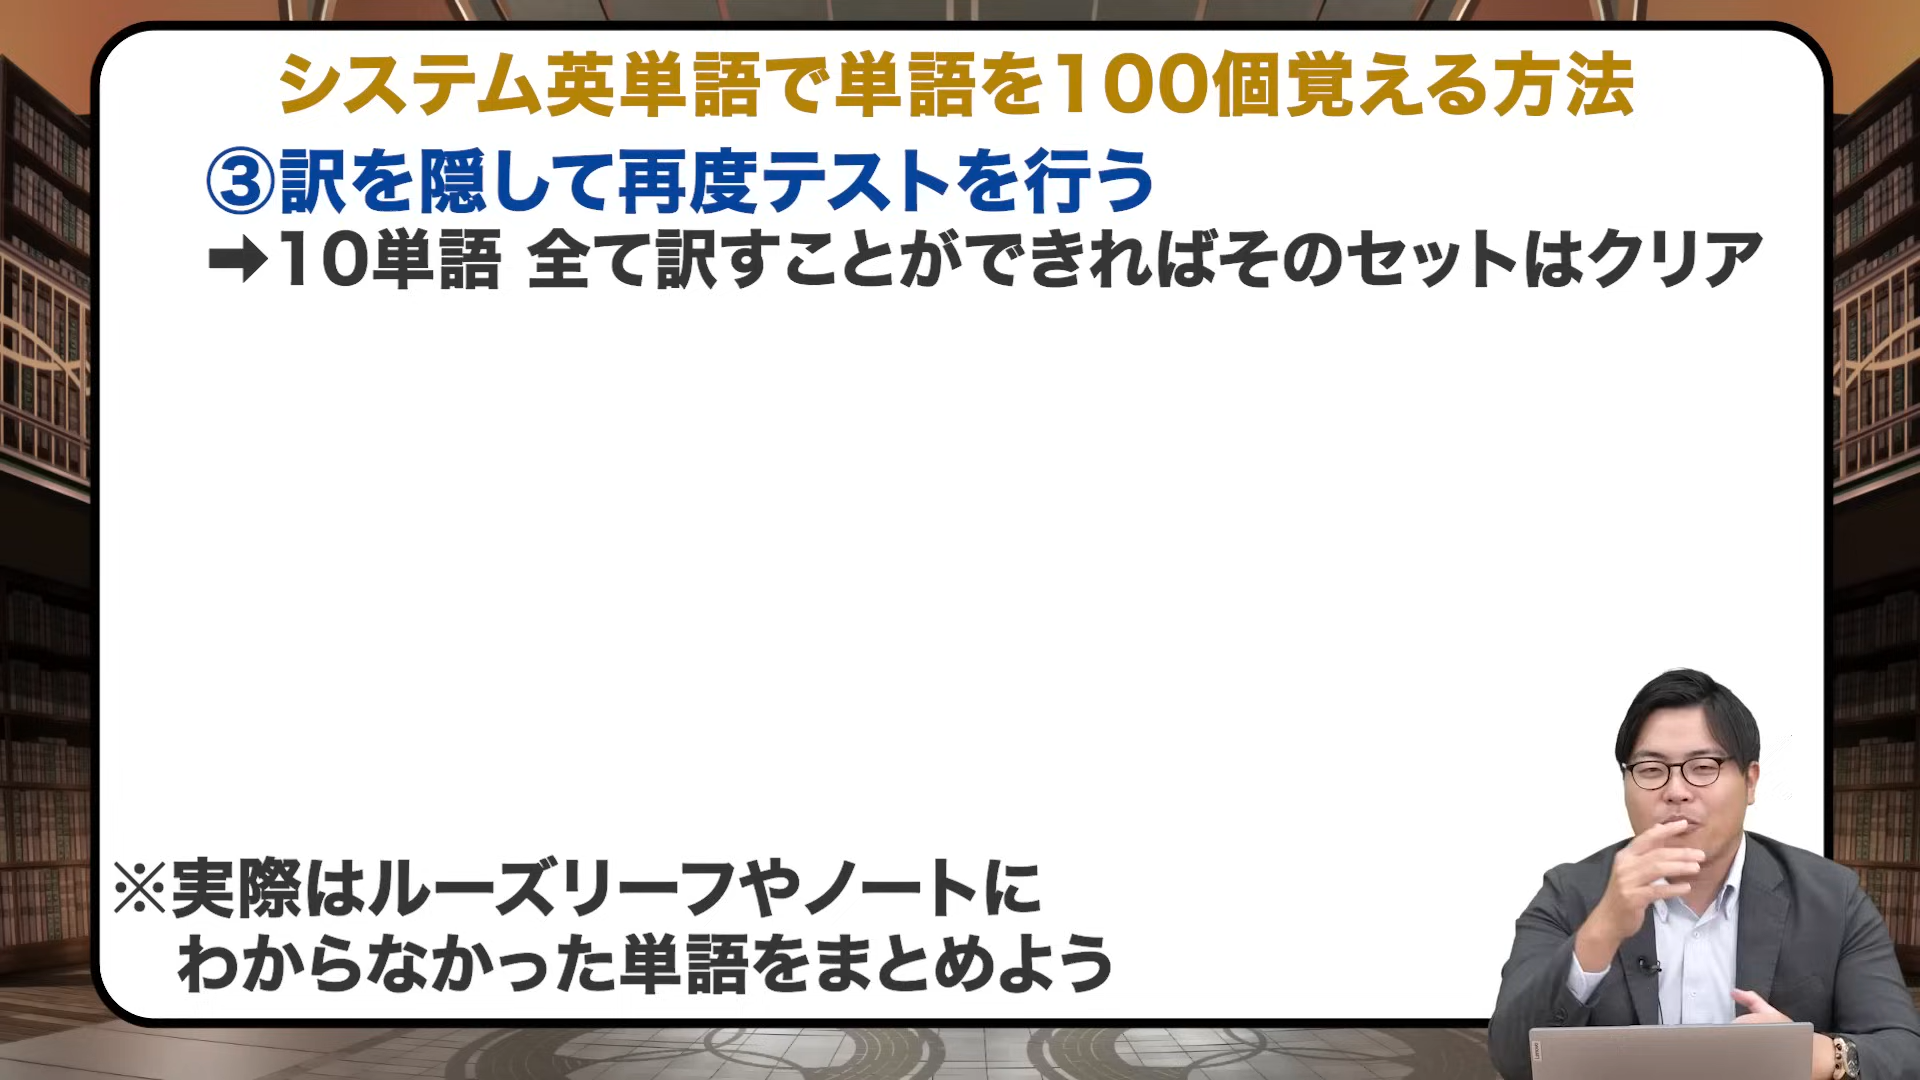 システム英単語で単語を100個覚える方法
③訳を隠して再度テストを行う
➡10単語 全て訳すことができればそのセットはクリア
※実際はルーズリーフやノートに
わからなかった単語をまとめよう